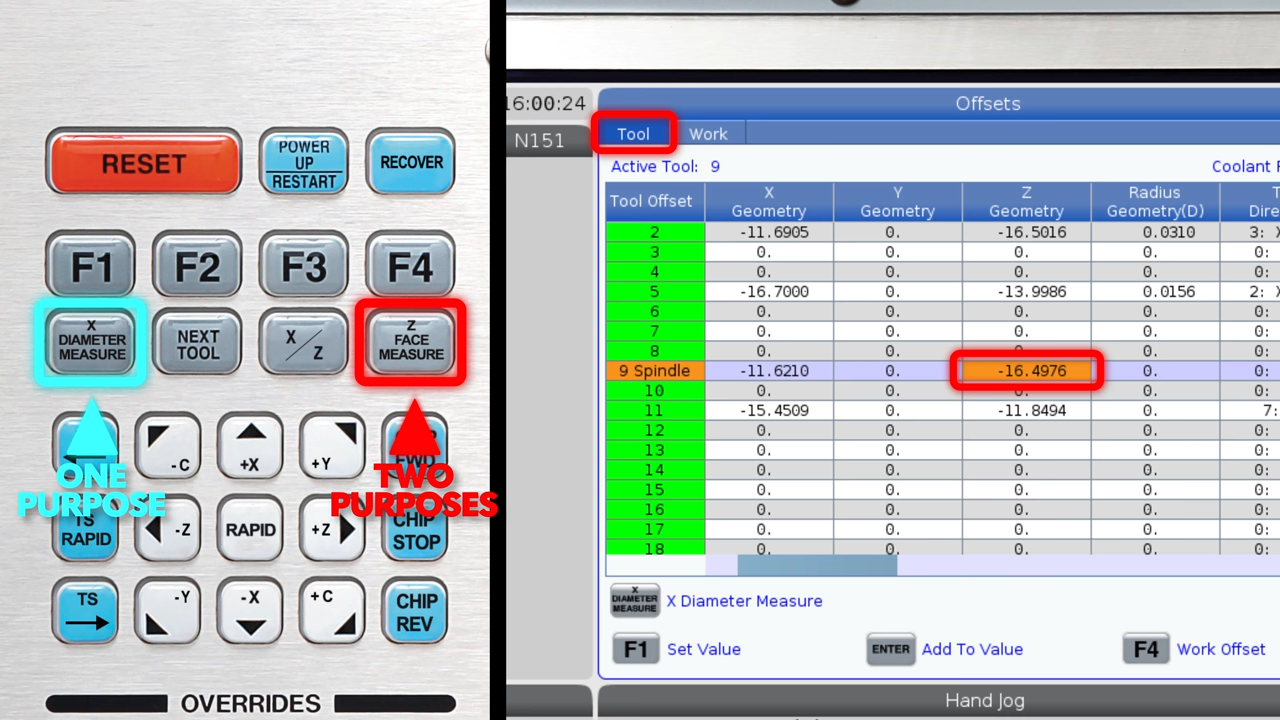 RESET
POWER
UP
RESTART
RECOVER
F1
F2
F3
F4
X
DIAMETER
MEASURE
NEXT
TOOL
X/Z
Z
FACE
MEASURE
-C
+X
+Y
FWD
ONE
PURPOSE
TWO
PURPOSES
TS
RAPID
-Z
RAPID
+Z
CHIP
STOP
TS
-Y
-X
+C
CHIP
REV
OVERRIDES
16:00:24
N151
Offsets
Tool Work
Active Tool: 9
Tool Offset X Geometry Y Geometry Z Geometry Radius Geometry(D)
2 -11.6905 0. -16.5016 0.0310 3:
3 0. 0. 0. 0. 0:
4 0. 0. 0. 0. 0:
5 -16.7000 0. -13.9986 0.0156 2:
6 0. 0. 0. 0. 0:
7 0. 0. 0. 0. 0:
8 0. 0. 0. 0. 0:
9 Spindle -11.6210 0. -16.4976 0. 0:
10 0. 0. 0. 0. 0:
11 -15.4509 0. -11.8494 0. 7:
12 0. 0. 0. 0. 0:
13 0. 0. 0. 0. 0:
14 0. 0. 0. 0. 0:
15 0. 0. 0. 0. 0:
16 0. 0. 0. 0. 0:
17 0. 0. 0. 0. 0:
18 0. 0. 0. 0. 0:
X
DIAMETER
MEASURE
X Diameter Measure
F1 Set Value
ENTER Add To Value
F4 Work Offset
Hand Jog